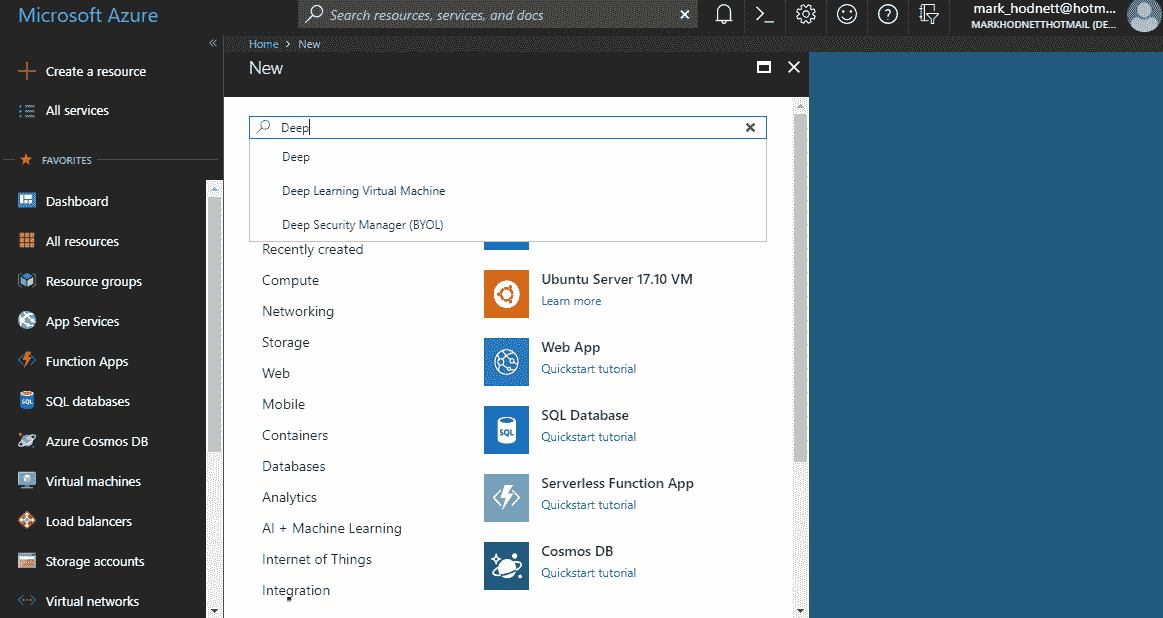 Microsoft Azure
Search resources, services, and docs
mark_hodnett@hotm...
MARKHODNETTHOTMAIL (DE...
Home > New
New
Create a resource
All services
FAVORITES
Dashboard
All resources
Resource groups
App Services
Function Apps
SQL databases
Azure Cosmos DB
Virtual machines
Load balancers
Storage accounts
Virtual networks
Deep
Deep
Deep Learning Virtual Machine
Deep Security Manager (BYOL)
Recently created
Compute
Networking
Storage
Web
Mobile
Containers
Databases
Analytics
AI + Machine Learning
Internet of Things
Integration
Ubuntu Server 17.10 VM
Learn more
Web App
Quickstart tutorial
SQL Database
Quickstart tutorial
Serverless Function App
Quickstart tutorial
Cosmos DB
Quickstart tutorial